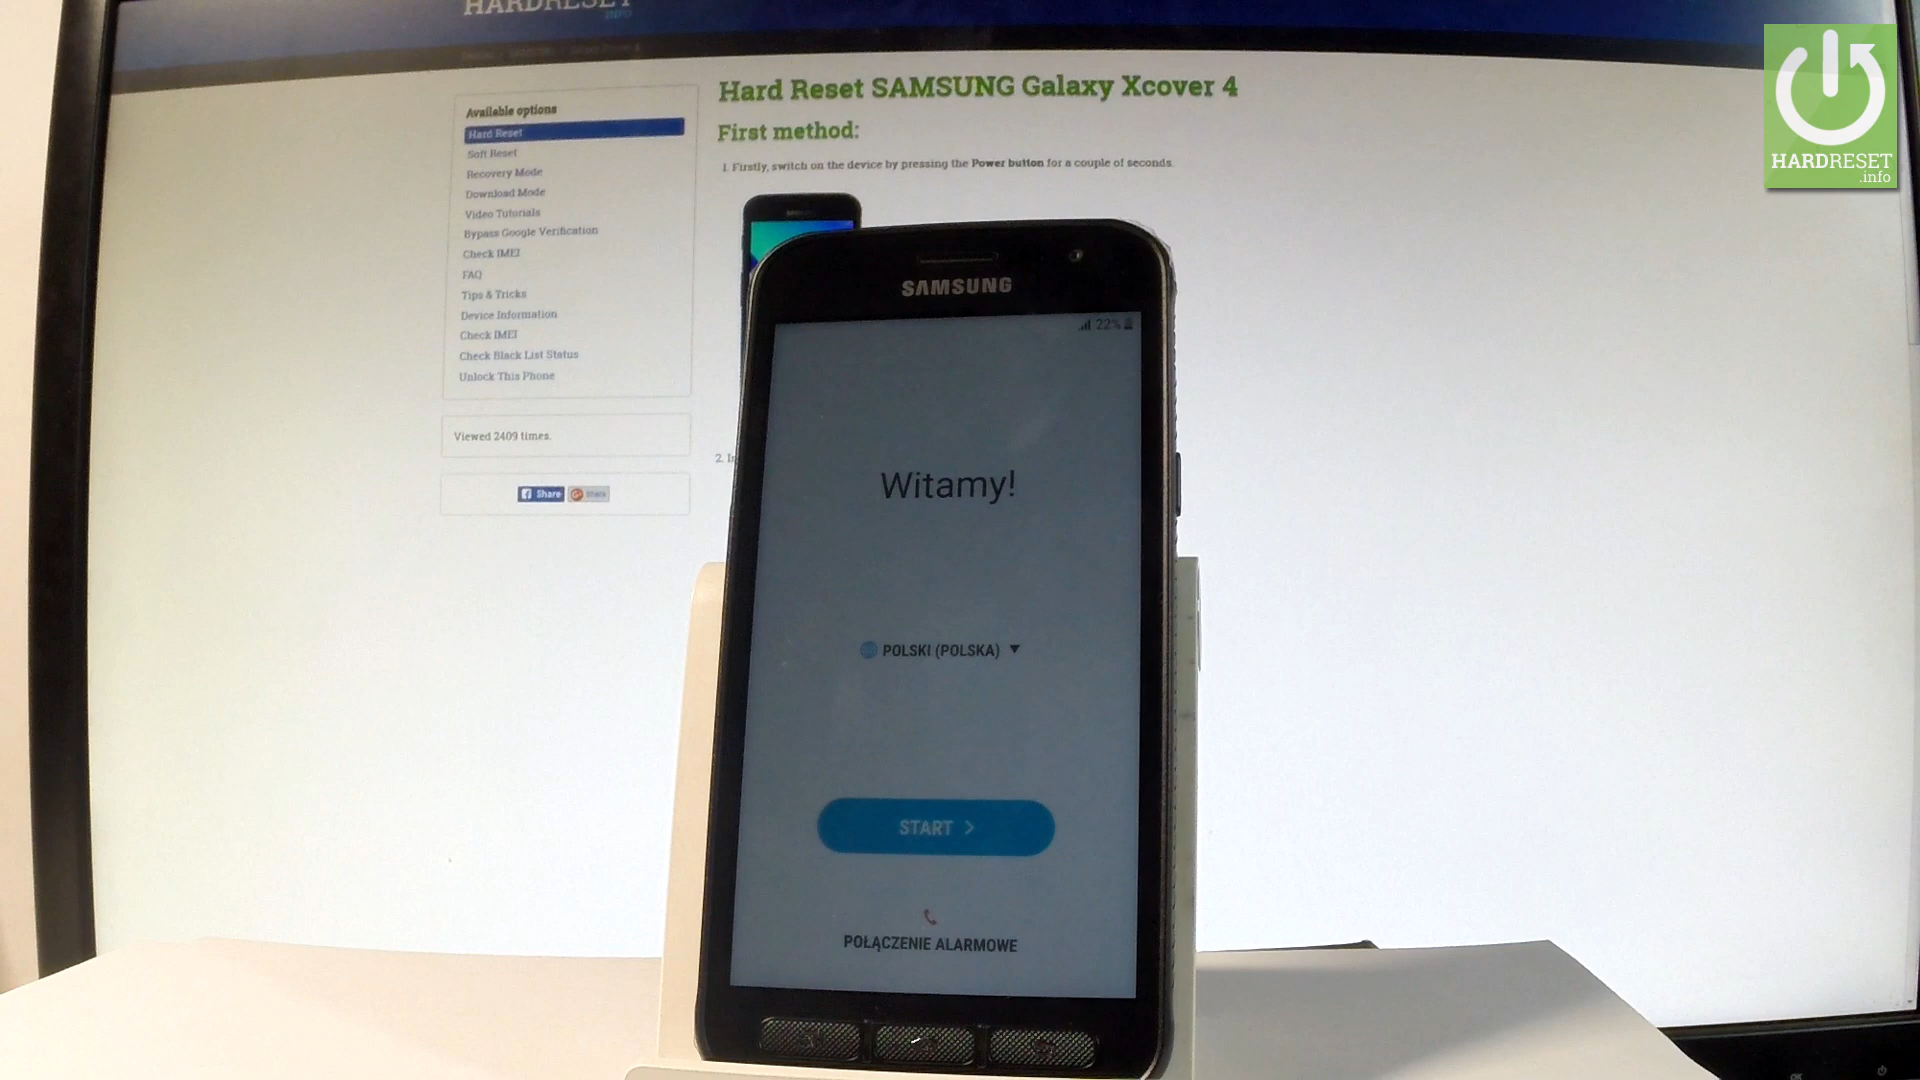 HARDRESET
Available options
Hard Reset
Soft Reset
Recovery Mode
Download Mode
Video Tutorials
Bypass Google Verification
Check IMEI
FAQ
Tips & Tricks
Device Information
Check IMEI
Check Black List Status
Unlock This Phone
Viewed 2409 times.
Share
Share
Hard Reset SAMSUNG Galaxy Xcover 4
First method:
1. Firstly, switch on the device by pressing the Power button for a couple of seconds.
2.
SAMSUNG
22%
Witamy!
POLSKI (POLSKA)
START >
POŁĄCZENIE ALARMOWE
HARDRESET
.info